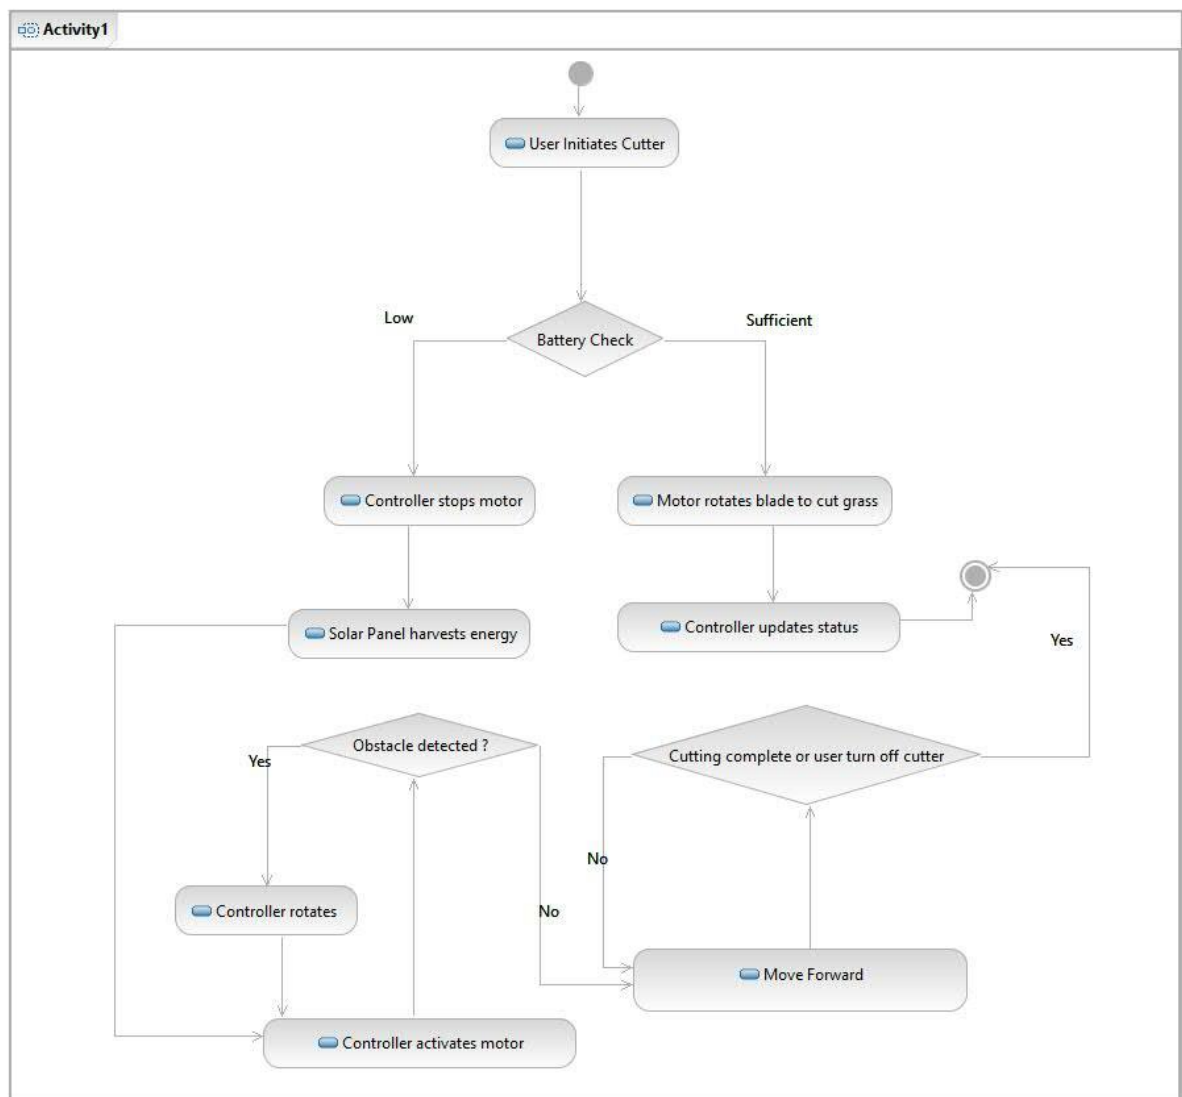 Activity1
User Initiates Cutter
Low
Sufficient
Battery Check
Controller stops motor
Motor rotates blade to cut grass
Solar Panel harvests energy
Controller updates status
Yes
Obstacle detected ?
Cutting complete or user turn off cutter
Yes
No
Controller rotates
No
Move Forward
Controller activates motor